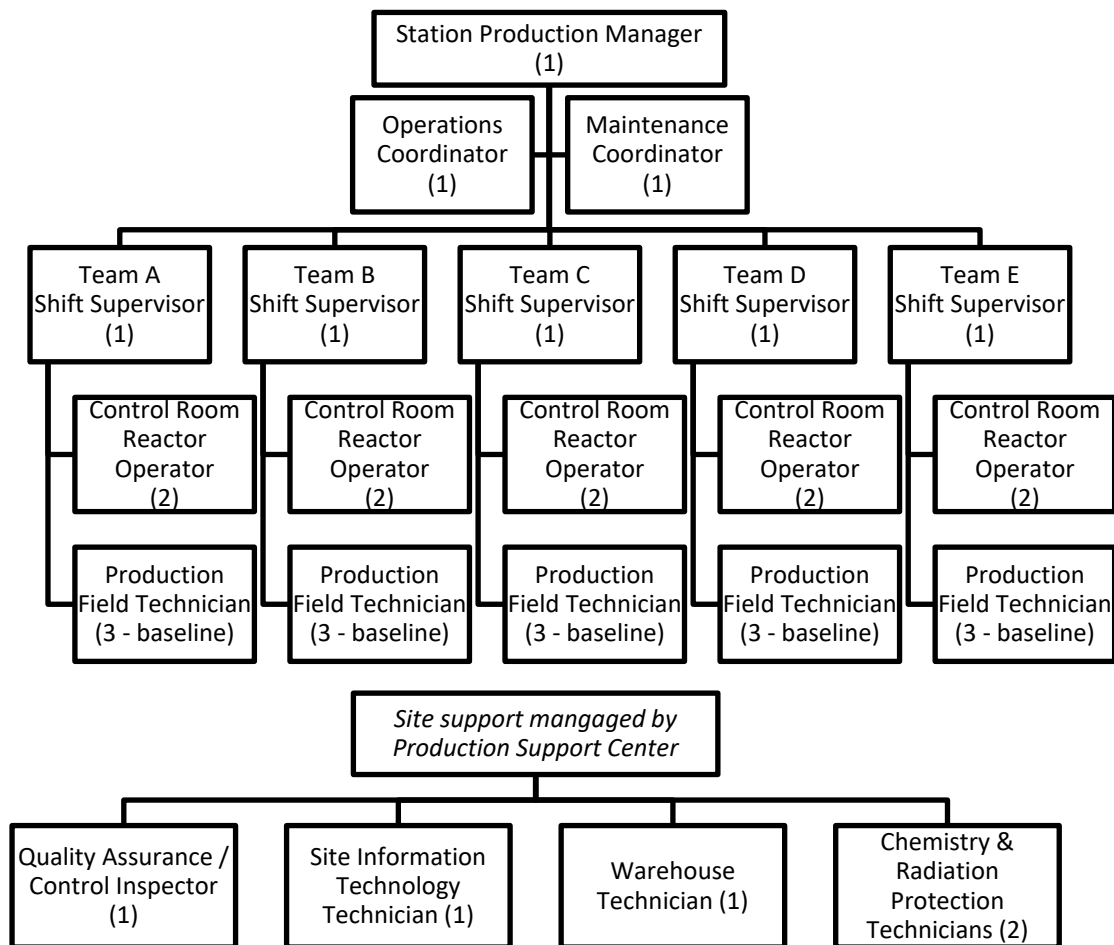 Station Production Manager
(1)
Operations
Coordinator
(1)
Maintenance
Coordinator
(1)
Team A
Shift Supervisor
(1)
Team B
Shift Supervisor
(1)
Team C
Shift Supervisor
(1)
Team D
Shift Supervisor
(1)
Team E
Shift Supervisor
(1)
Control Room
Reactor
Operator
(2)
Control Room
Reactor
Operator
(2)
Control Room
Reactor
Operator
(2)
Control Room
Reactor
Operator
(2)
Control Room
Reactor
Operator
(2)
Production
Field Technician
(3 - baseline)
Production
Field Technician
(3 - baseline)
Production
Field Technician
(3 - baseline)
Production
Field Technician
(3 - baseline)
Production
Field Technician
(3 - baseline)
Site support mangaged by
Production Support Center
Quality Assurance /
Control Inspector
(1)
Site Information
Technology
Technician (1)
Warehouse
Technician (1)
Chemistry &
Radiation
Protection
Technicians (2)